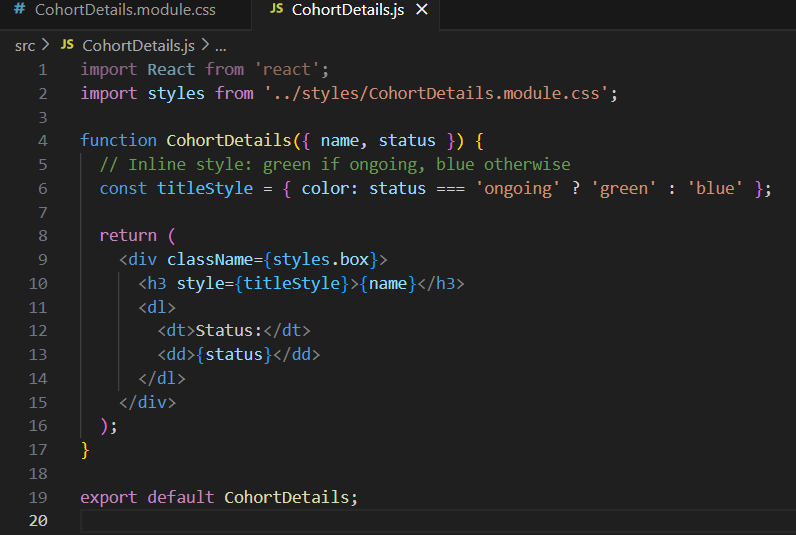 # CohortDetails.module.css
JS CohortDetails.js ×
src > JS CohortDetails.js > ...
1 import React from 'react';
2 import styles from '../styles/CohortDetails.module.css';
3
4 function CohortDetails({ name, status }) {
5   // Inline style: green if ongoing, blue otherwise
6   const titleStyle = { color: status === 'ongoing' ? 'green' : 'blue' };
7
8   return (
9     <div className={styles.box}>
10       <h3 style={titleStyle}>{name}</h3>
11       <dl>
12         <dt>Status:</dt>
13         <dd>{status}</dd>
14       </dl>
15     </div>
16   );
17 }
18
19 export default CohortDetails;
20